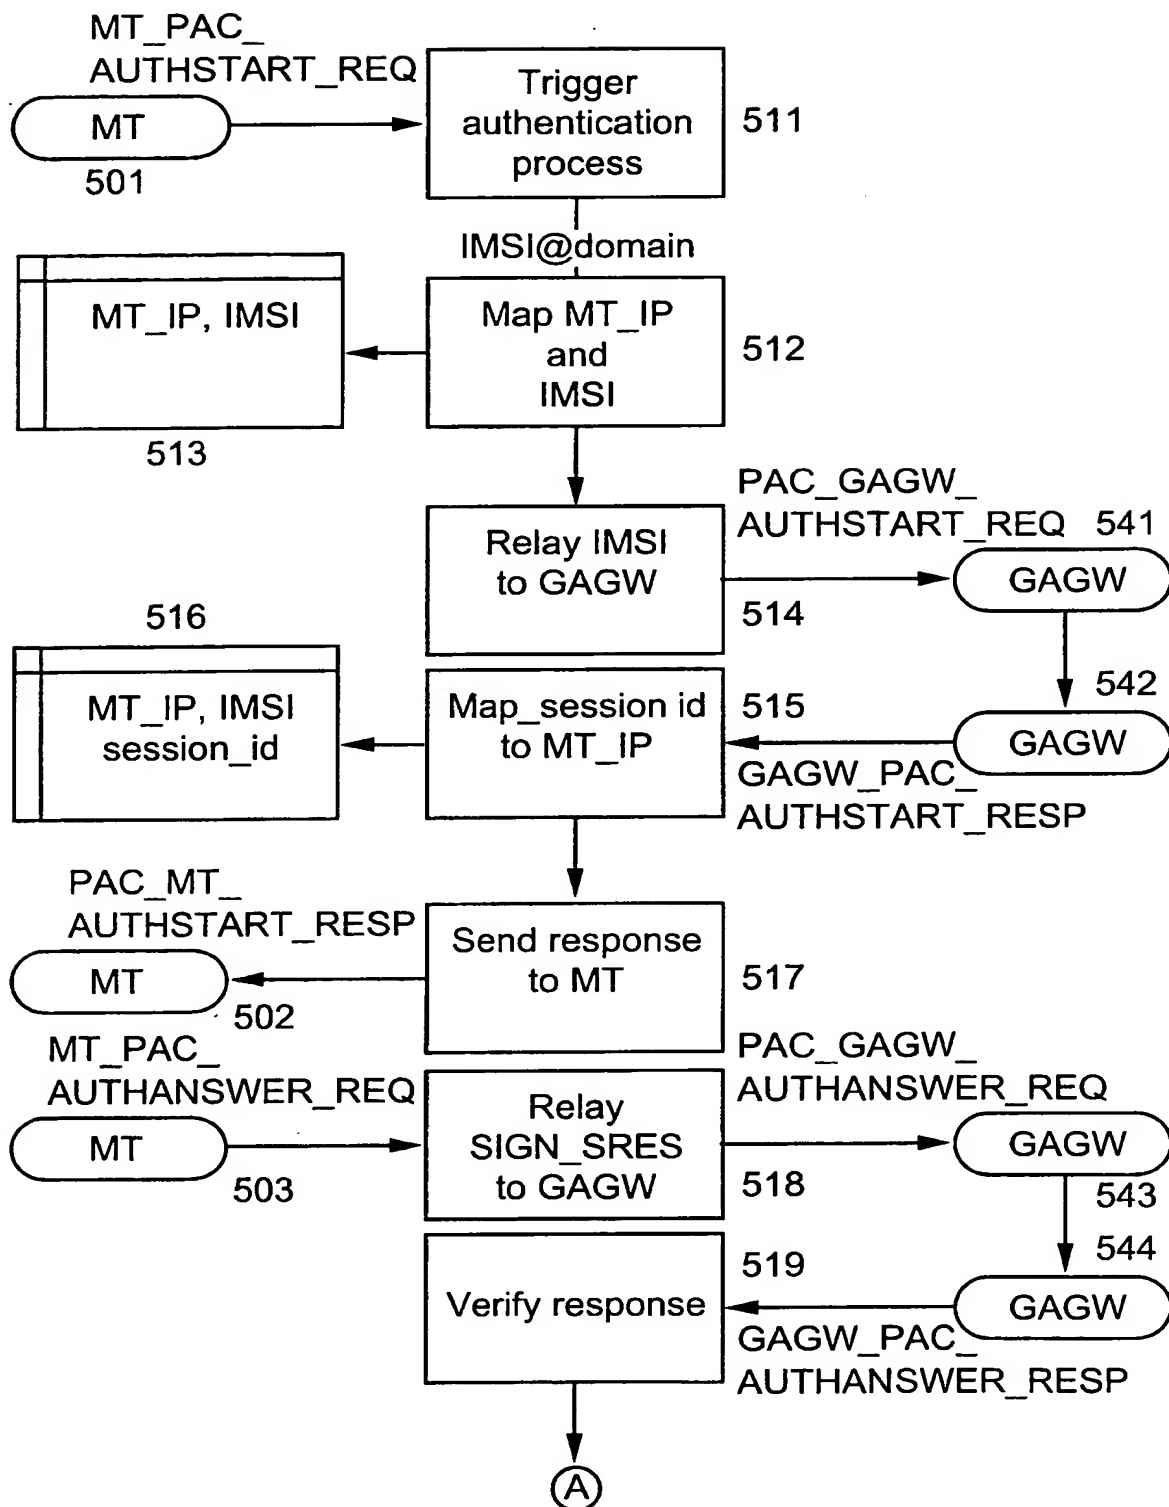 MT_PAC_
AUTHSTART_REQ
MT
501
Trigger
authentication
process
511
IMSI@domain
MT_IP, IMSI
513
Map MT_IP
and
IMSI
512
Relay IMSI
to GAGW
514
PAC_GAGW_
AUTHSTART_REQ
541
GAGW
516
MT_IP, IMSI
session_id
Map_session id
to MT_IP
515
542
GAGW
GAGW_PAC_
AUTHSTART_RESP
PAC_MT_
AUTHSTART_RESP
MT
502
Send response
to MT
517
MT_PAC_
AUTHANSWER_REQ
MT
503
Relay
SIGN_SRES
to GAGW
518
PAC_GAGW_
AUTHANSWER_REQ
GAGW
543
Verify response
519
544
GAGW
GAGW_PAC_
AUTHANSWER_RESP
A